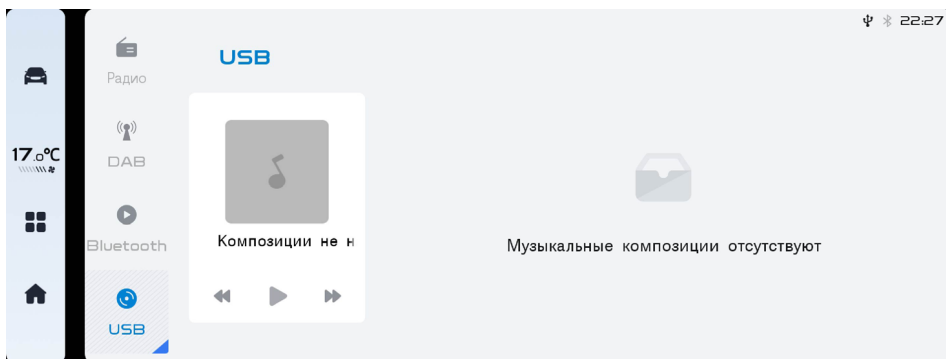 22:27
17.0°C
Радио
DAB
Bluetooth
USB
USB
Композиции не н
Музыкальные композиции отсутствуют